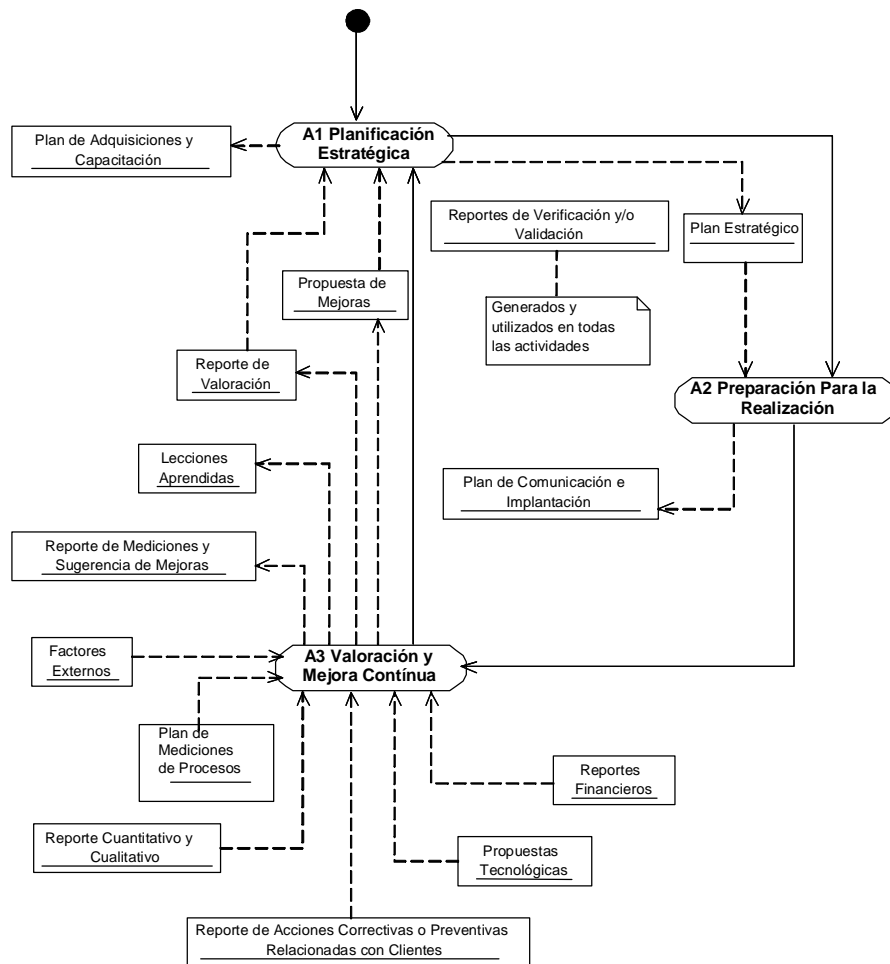 A1 Planificación
Estratégica
Plan de Adquisiciones y
Capacitación
Reportes de Verificación y/o
Validación
Plan Estratégico
Propuesta de
Mejoras
Generados y
utilizados en todas
las actividades
Reporte de
Valoración
A2 Preparación Para la
Realización
Lecciones
Aprendidas
Plan de Comunicación e
Implantación
Reporte de Mediciones y
Sugerencia de Mejoras
Factores
Externos
A3 Valoración y
Mejora Contínua
Plan de
Mediciones
de Procesos
Reportes
Financieros
Reporte Cuantitativo y
Cualitativo
Propuestas
Tecnológicas
Reporte de Acciones Correctivas o Preventivas
Relacionadas con Clientes